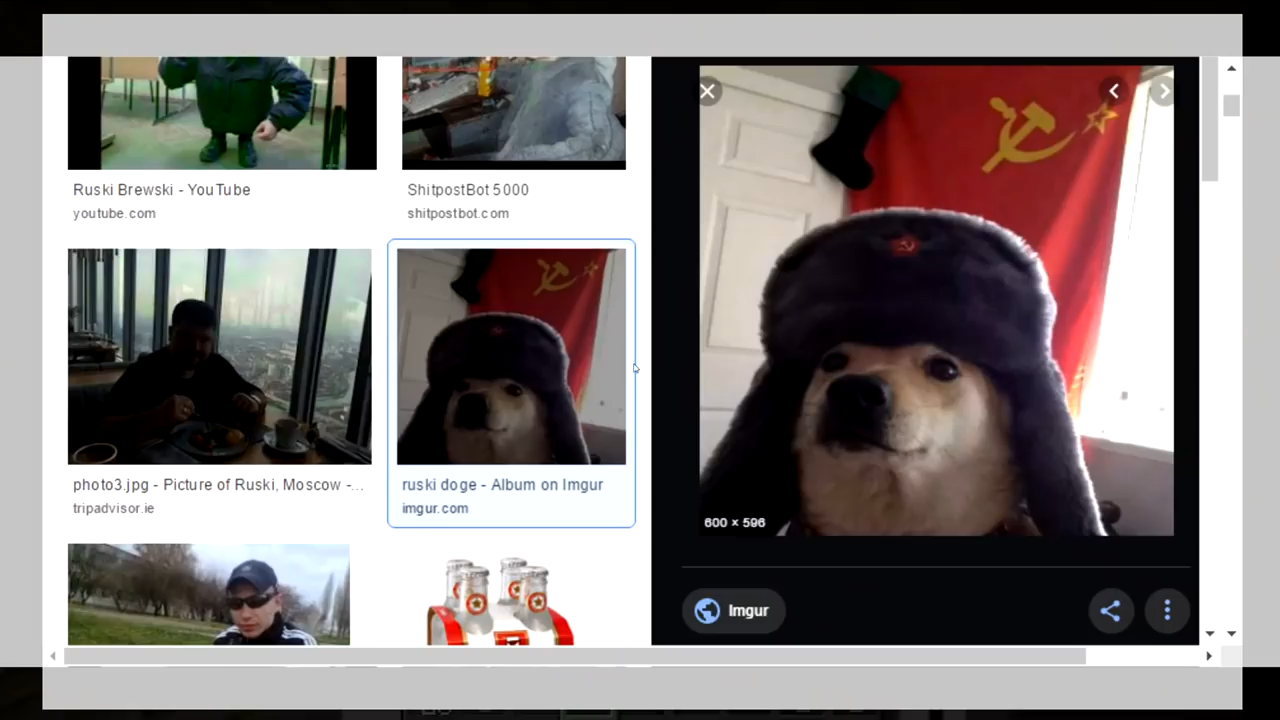 Ruski Brewski - YouTube
youtube.com
ShitpostBot 5000
shitpostbot.com
photo3.jpg - Picture of Ruski, Moscow -...
tripadvisor.ie
ruski doge - Album on Imgur
imgur.com
600 × 596
Imgur